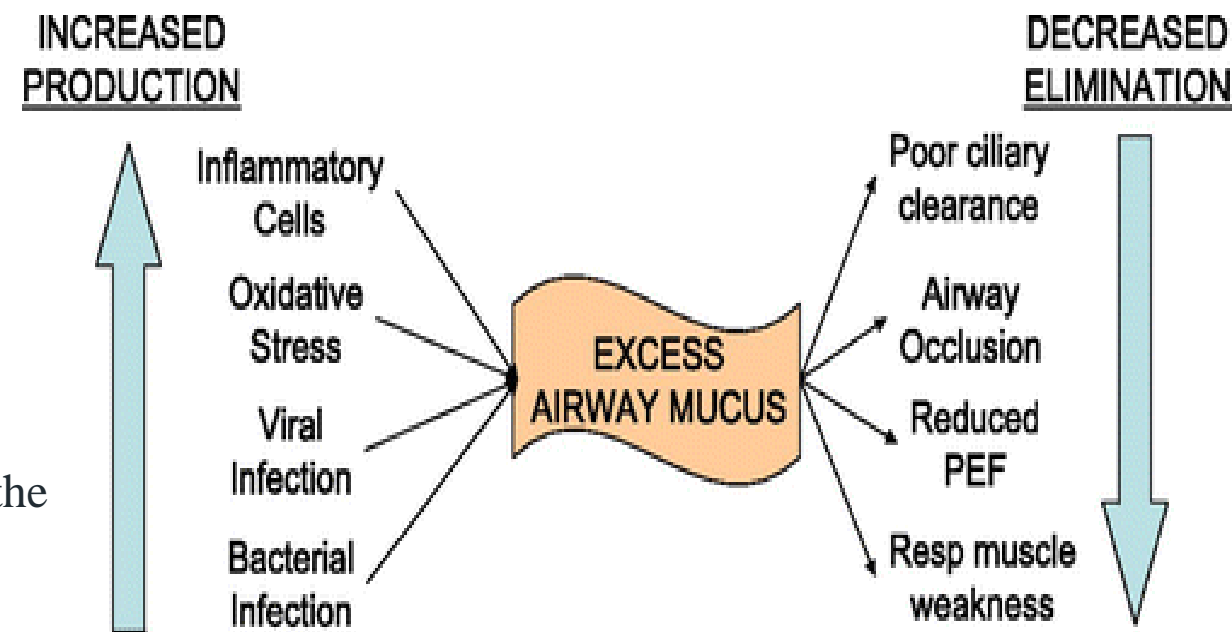 INCREASED
PRODUCTION
Inflammatory
Cells
Oxidative
Stress
Viral
Infection
Bacterial
Infection
the
EXCESS
AIRWAY MUCUS
DECREASED
ELIMINATION
Poor ciliary
clearance
Airway
Occlusion
Reduced
PEF
Resp muscle
weakness